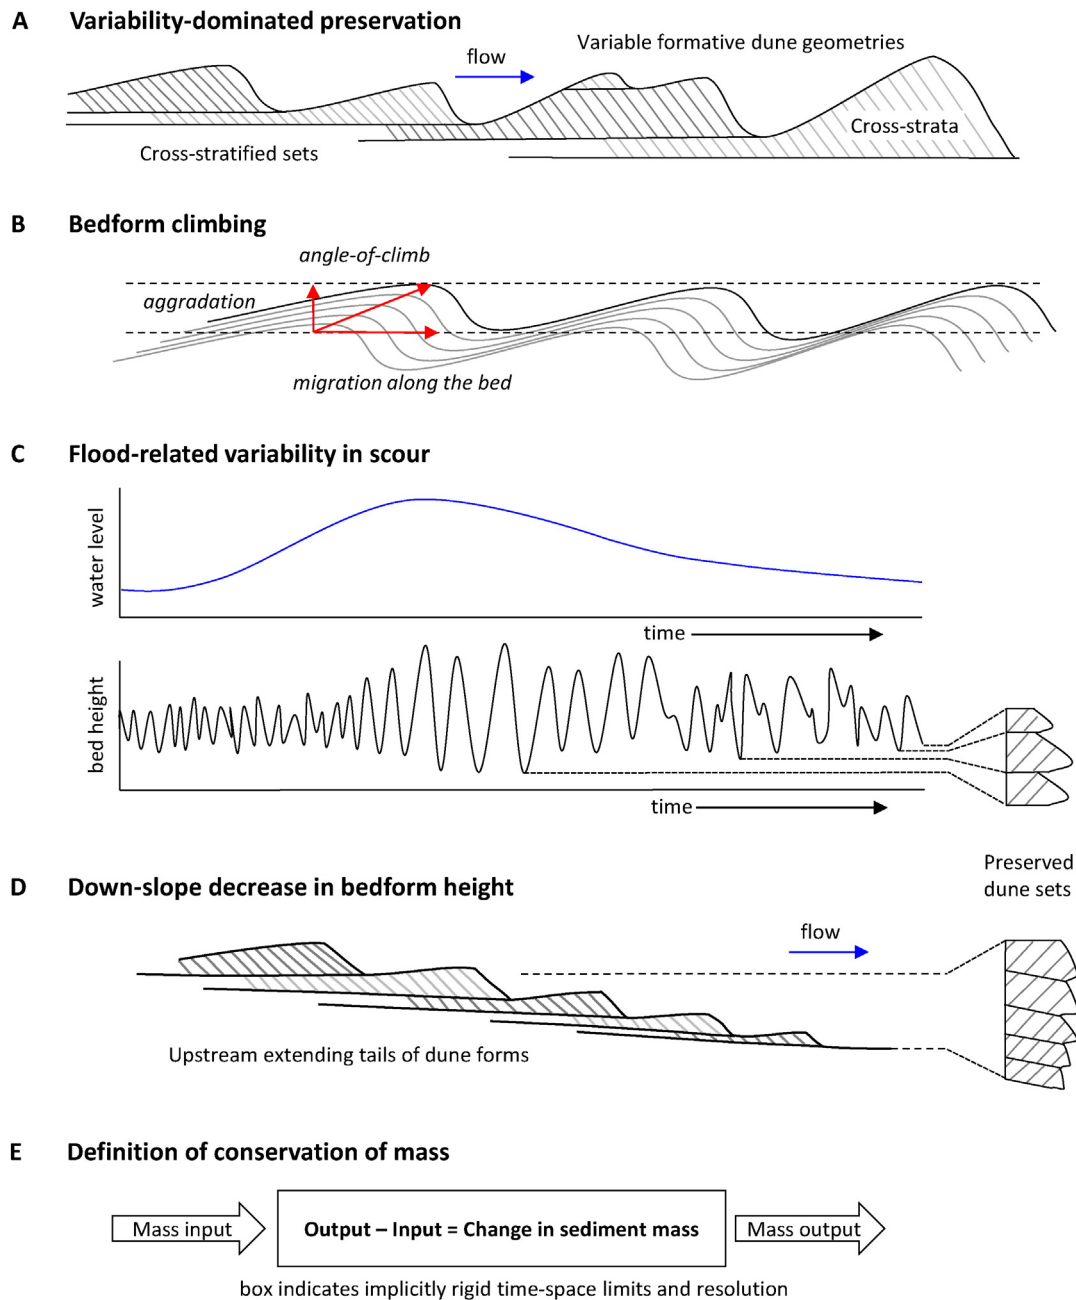 A Variability-dominated preservation
flow
Variable formative dune geometries
Cross-strata
Cross-stratified sets
B Bedform climbing
angle-of-climb
aggradation
migration along the bed
C Flood-related variability in scour
water level
time
bed height
time
Preserved
dune sets
D Down-slope decrease in bedform height
flow
Upstream extending tails of dune forms
E Definition of conservation of mass
Mass input
Output – Input = Change in sediment mass
Mass output
box indicates implicitly rigid time-space limits and resolution